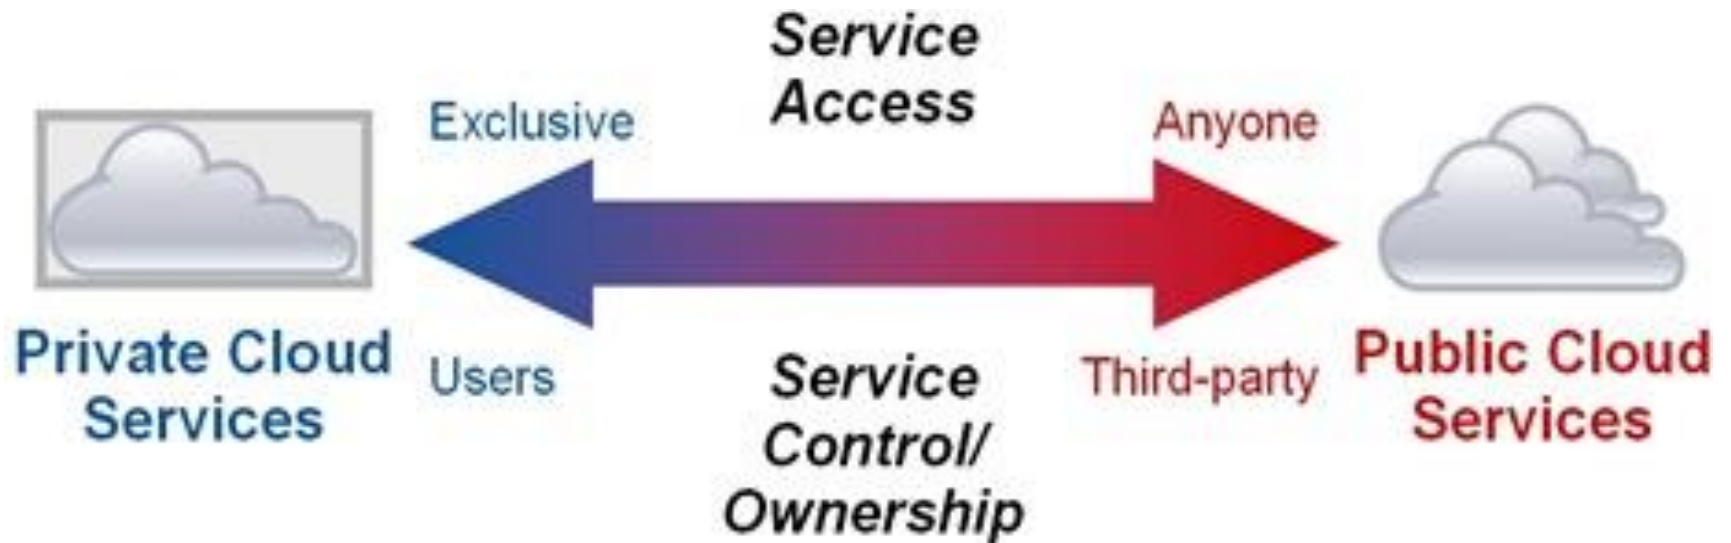 Service
Access
Exclusive
Anyone
Private Cloud
Services
Users
Service
Control/
Ownership
Third-party
Public Cloud
Services